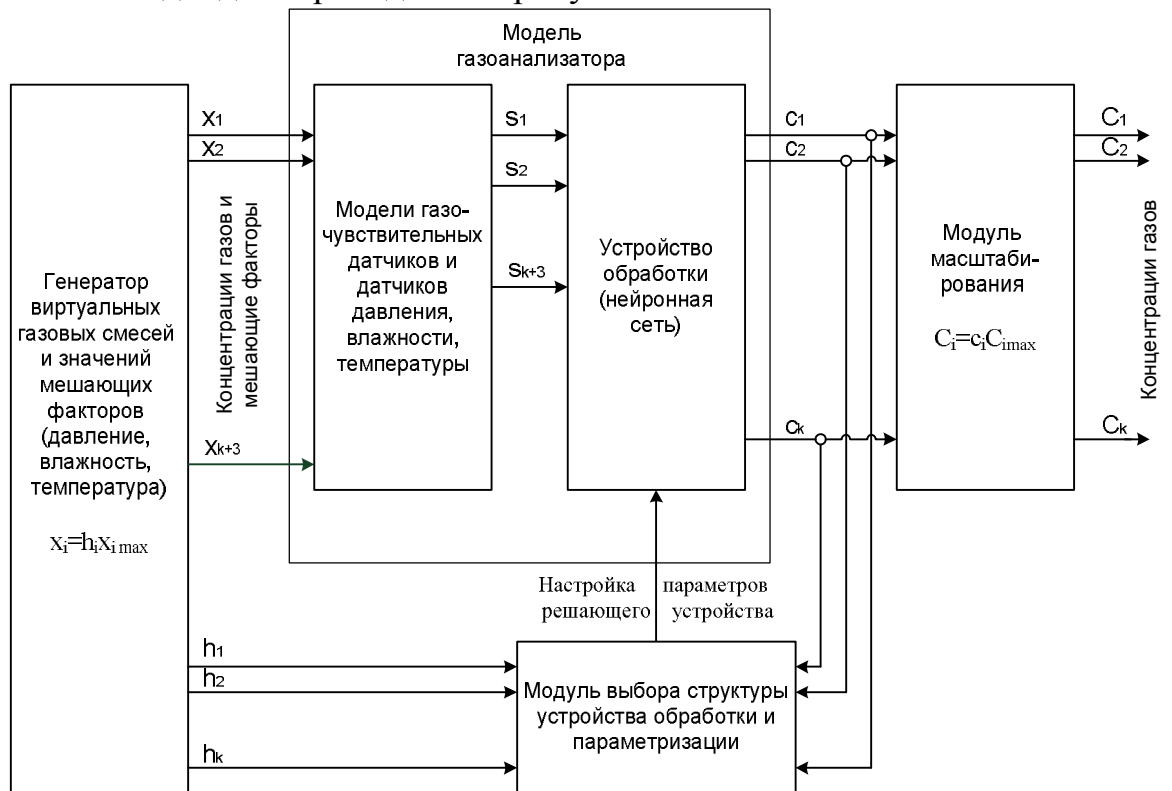 Модель
газоанализатора
Генератор
виртуальных
газовых смесей
и значений
мешающих
факторов
(давление,
влажность,
температура)
xi=hixi max
x1
x2
Концентрации газов и
мешающие факторы
xk+3
Модели газо-
чувствительных
датчиков и
датчиков
давления,
влажности,
температуры
s1
s2
sk+3
Устройство
обработки
(нейронная
сеть)
c1
c2
ck
Модуль
масштаби-
рования
Ci=ciCimax
C1
C2
Концентрации газов
Ck
Настройка параметров
решающего устройства
h1
h2
hk
Модуль выбора структуры
устройства обработки и
параметризации